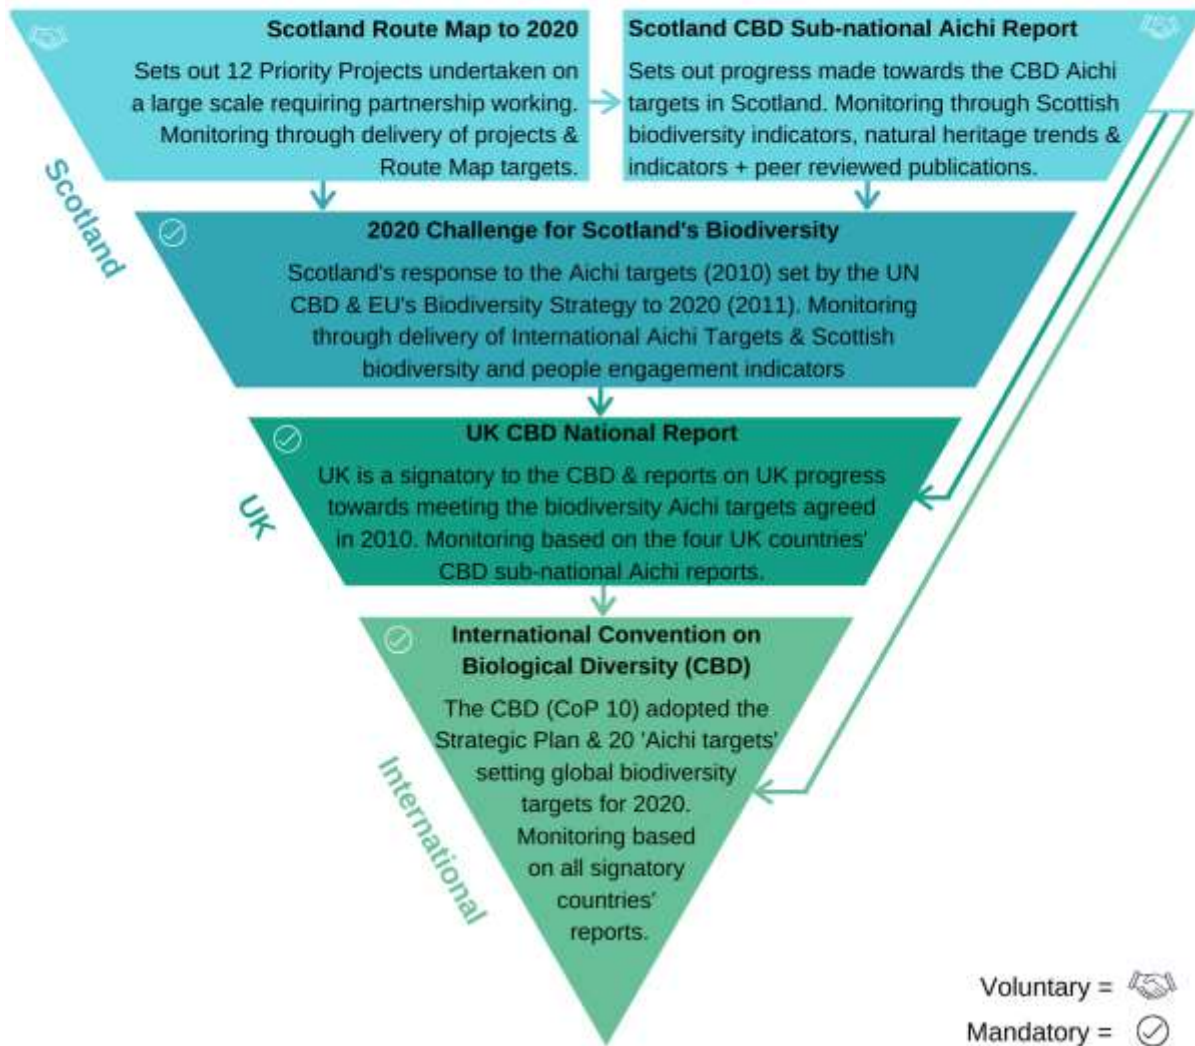 Scotland Route Map to 2020
Sets out 12 Priority Projects undertaken on
a large scale requiring partnership working.
Monitoring through delivery of projects &
Route Map targets.
Scotland CBD Sub-national Aichi Report
Sets out progress made towards the CBD Aichi
targets in Scotland. Monitoring through Scottish
biodiversity indicators, natural heritage trends &
indicators + peer reviewed publications.
Scotland
2020 Challenge for Scotland's Biodiversity
Scotland's response to the Aichi targets (2010) set by the UN
CBD & EU's Biodiversity Strategy to 2020 (2011). Monitoring
through delivery of International Aichi Targets & Scottish
biodiversity and people engagement indicators
UK
UK CBD National Report
UK is a signatory to the CBD & reports on UK progress
towards meeting the biodiversity Aichi targets agreed
in 2010. Monitoring based on the four UK countries'
CBD sub-national Aichi reports.
International
International Convention on
Biological Diversity (CBD)
The CBD (CoP 10) adopted the
Strategic Plan & 20 'Aichi targets'
setting global biodiversity
targets for 2020.
Monitoring based
on all signatory
countries'
reports.
Voluntary =
Mandatory =